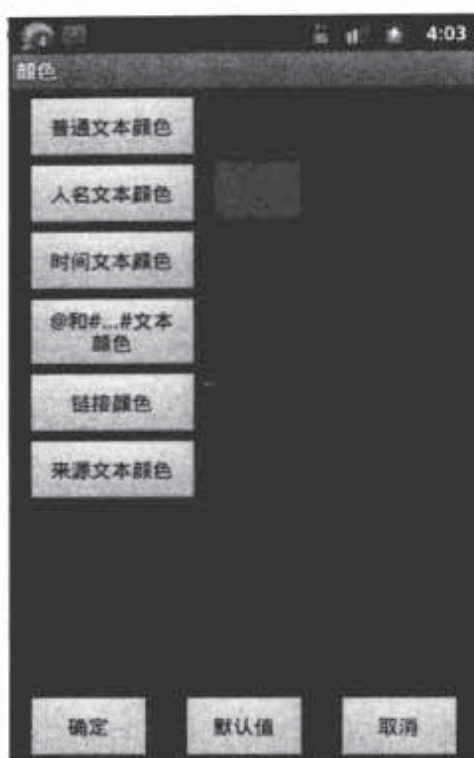 4:03
颜色
普通文本颜色
人名文本颜色
时间文本颜色
@和#...#文本
颜色
链接颜色
来源文本颜色
确定
默认值
取消